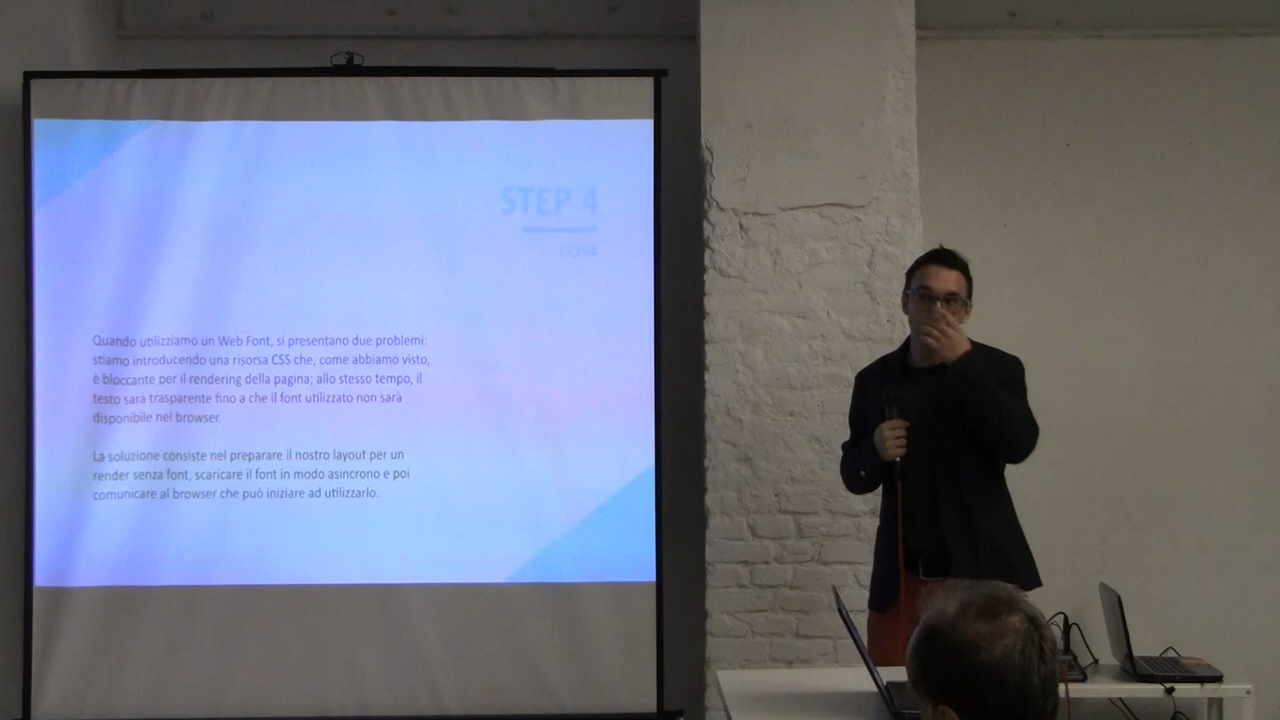 STEP 4
COSA
Quando utilizziamo un Web Font, si presentano due problemi:
stiamo introducendo una risorsa CSS che, come abbiamo visto,
è bloccante per il rendering della pagina; allo stesso tempo, il
testo sarà trasparente fino a che il font utilizzato non sarà
disponibile nel browser.
La soluzione consiste nel preparare il nostro layout per un
render senza font, scaricare il font in modo asincrono e poi
comunicare al browser che può iniziare ad utilizzarlo.